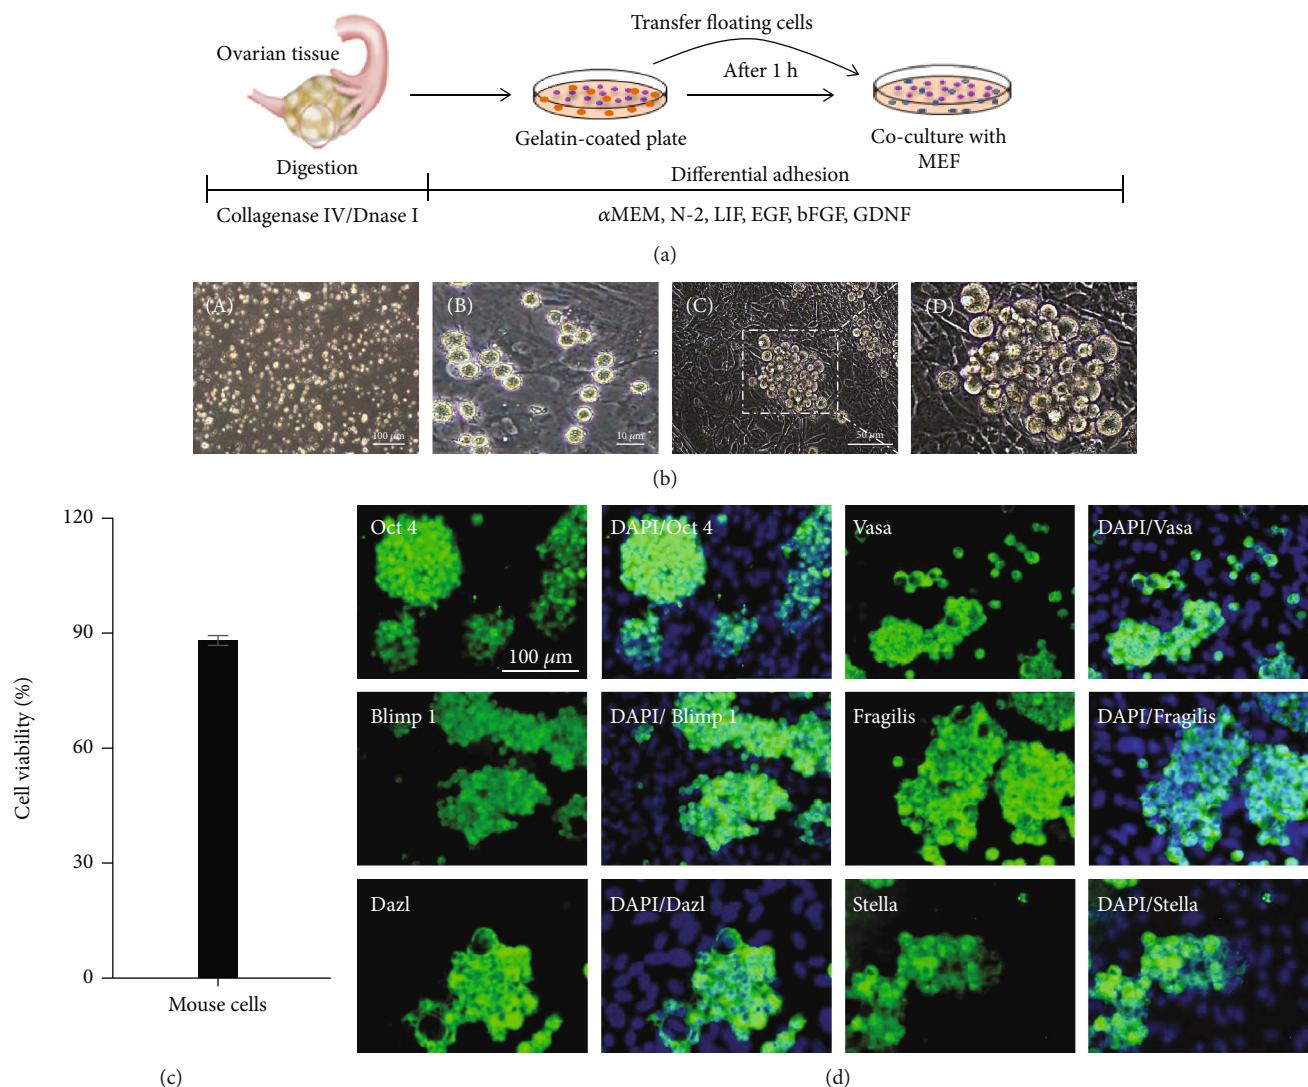 Transfer floating cells
Ovarian tissue
After 1 h
Gelatin-coated plate
Co-culture with
MEF
Digestion
Differential adhesion
Collagenase IV/Dnase I
αMEM, N-2, LIF, EGF, bFGF, GDNF
(a)
(A)
100 μm
(B)
10 μm
(C)
50 μm
(D)
(b)
120
90
60
30
0
Cell viability (%)
Mouse cells
(c)
Oct 4
100 μm
DAPI/Oct 4
Vasa
DAPI/Vasa
Blimp 1
DAPI/ Blimp 1
Fragilis
DAPI/Fragilis
Dazl
DAPI/Dazl
Stella
DAPI/Stella
(d)